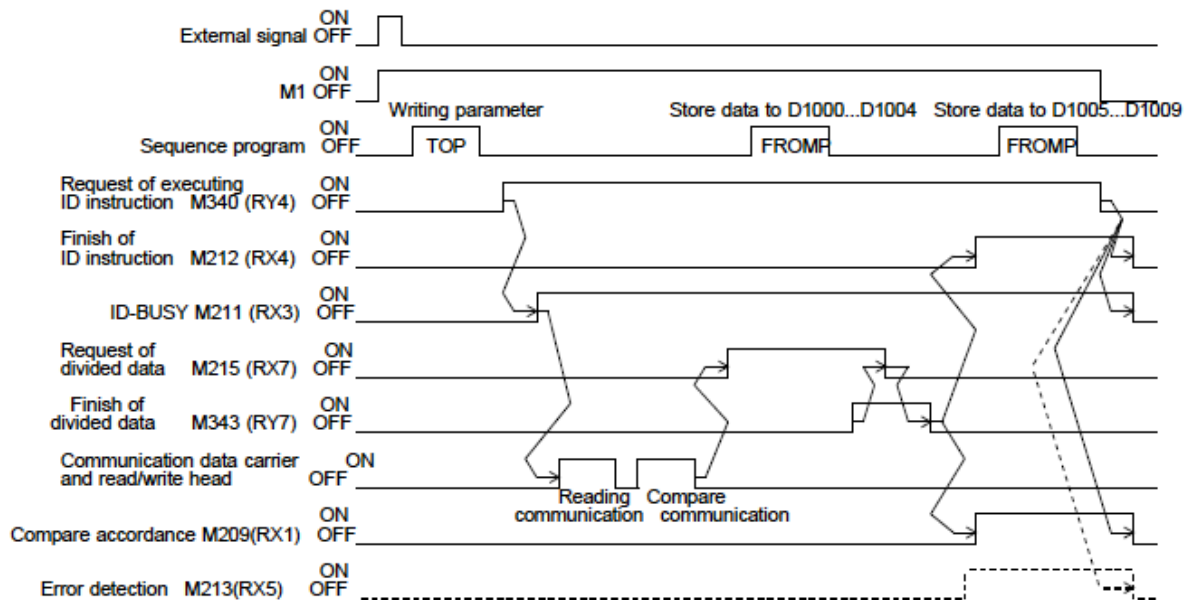 ON
External signal OFF
ON
M1 OFF
Writing parameter Store data to D1000...D1004 Store data to D1005...D1009
ON
Sequence program OFF TOP FROMP FROMP
Request of executing ON
ID instruction M340 (RY4) OFF
Finish of ON
ID instruction M212 (RX4) OFF
ON
ID-BUSY M211 (RX3) OFF
Request of ON
divided data M215 (RX7) OFF
Finish of ON
divided data M343 (RY7) OFF
Communication data carrier ON
and read/write head OFF
Reading Compare
communication communication
ON
Compare accordance M209(RX1) OFF
ON
Error detection M213(RX5) OFF